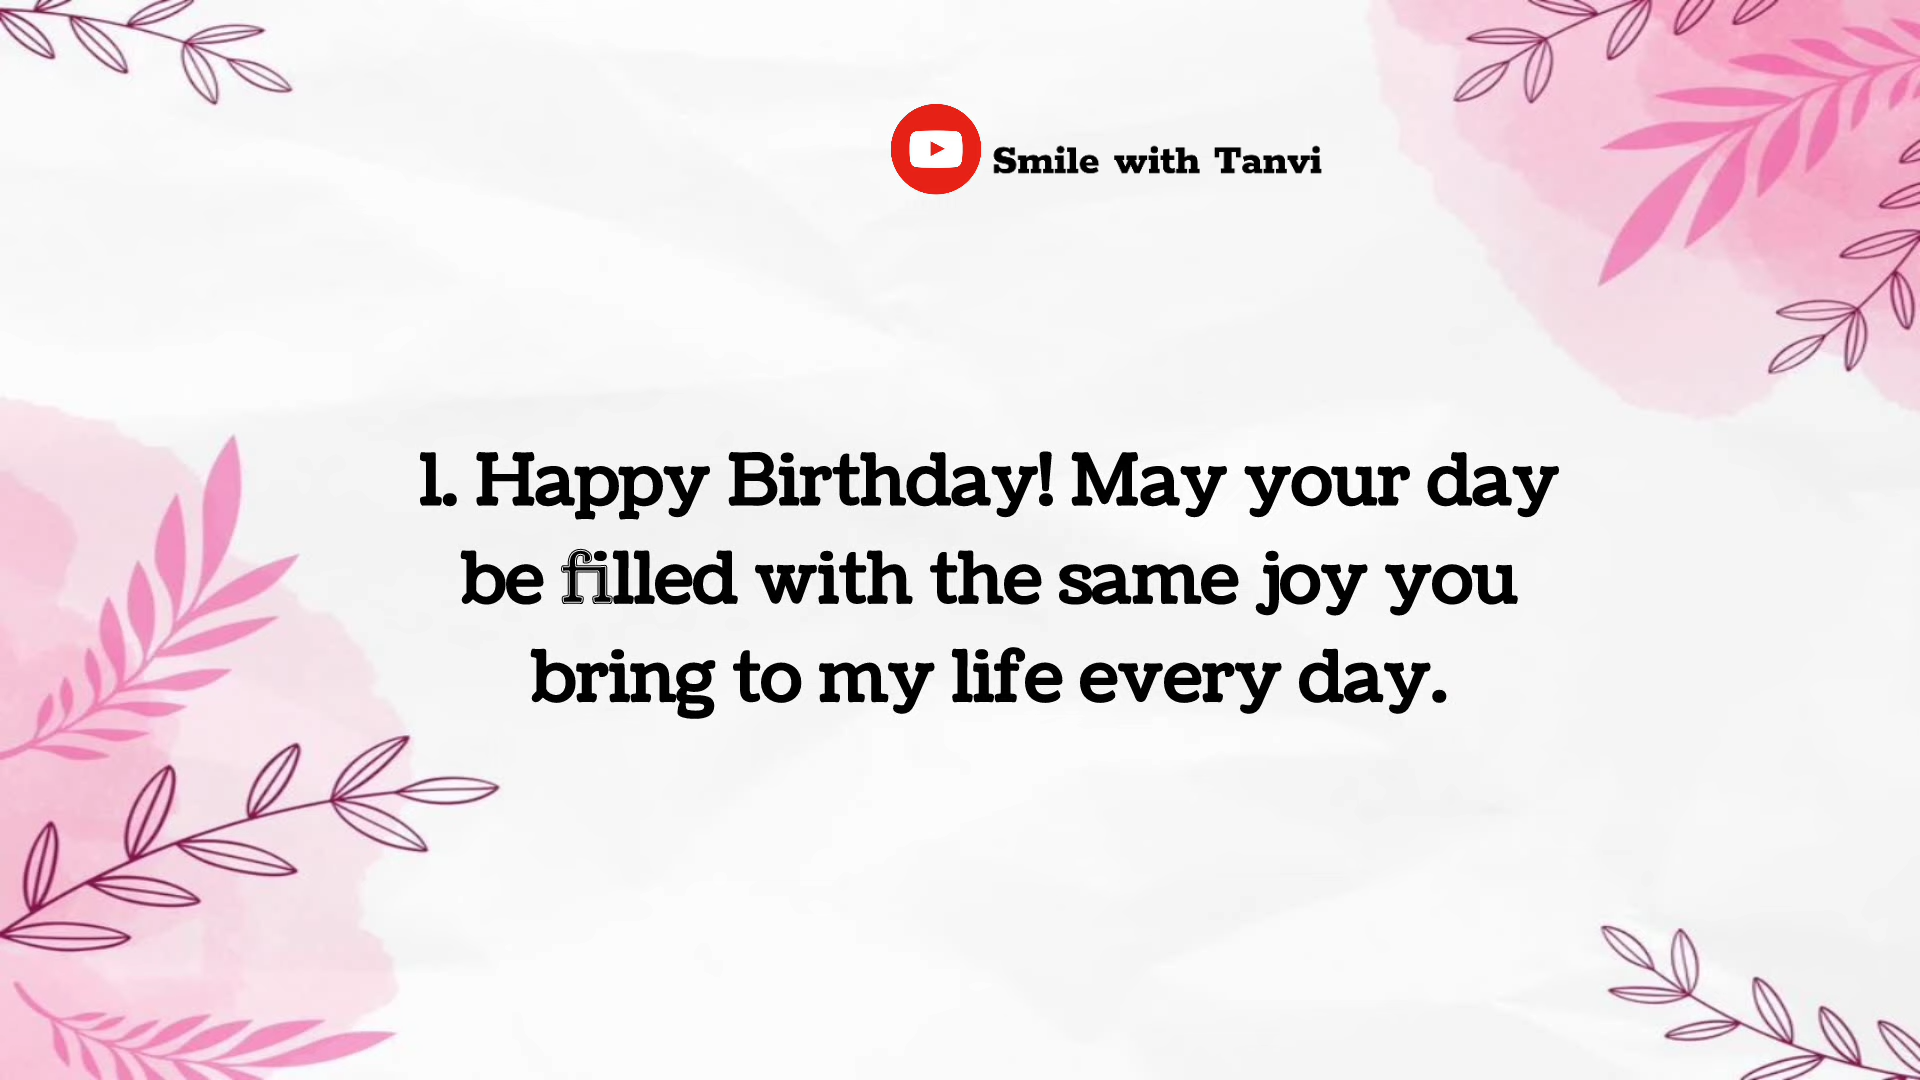 Smile with Tanvi
1. Happy Birthday! May your day
be filled with the same joy you
bring to my life every day.